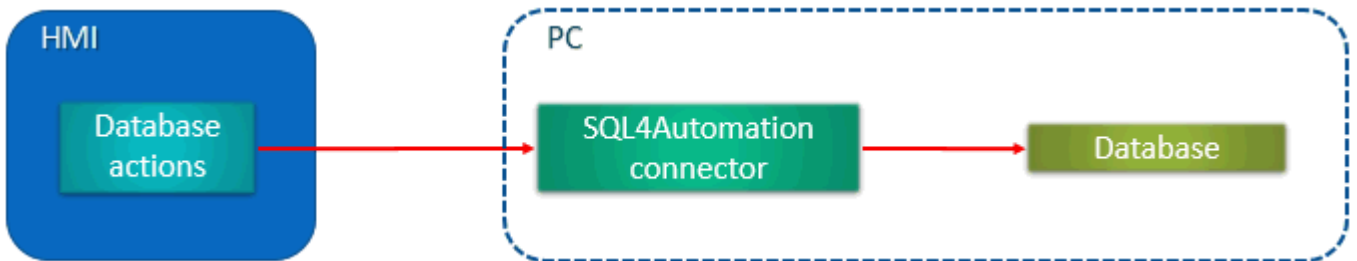 HMI
PC
Database
actions
SQL4Automation
connector
Database